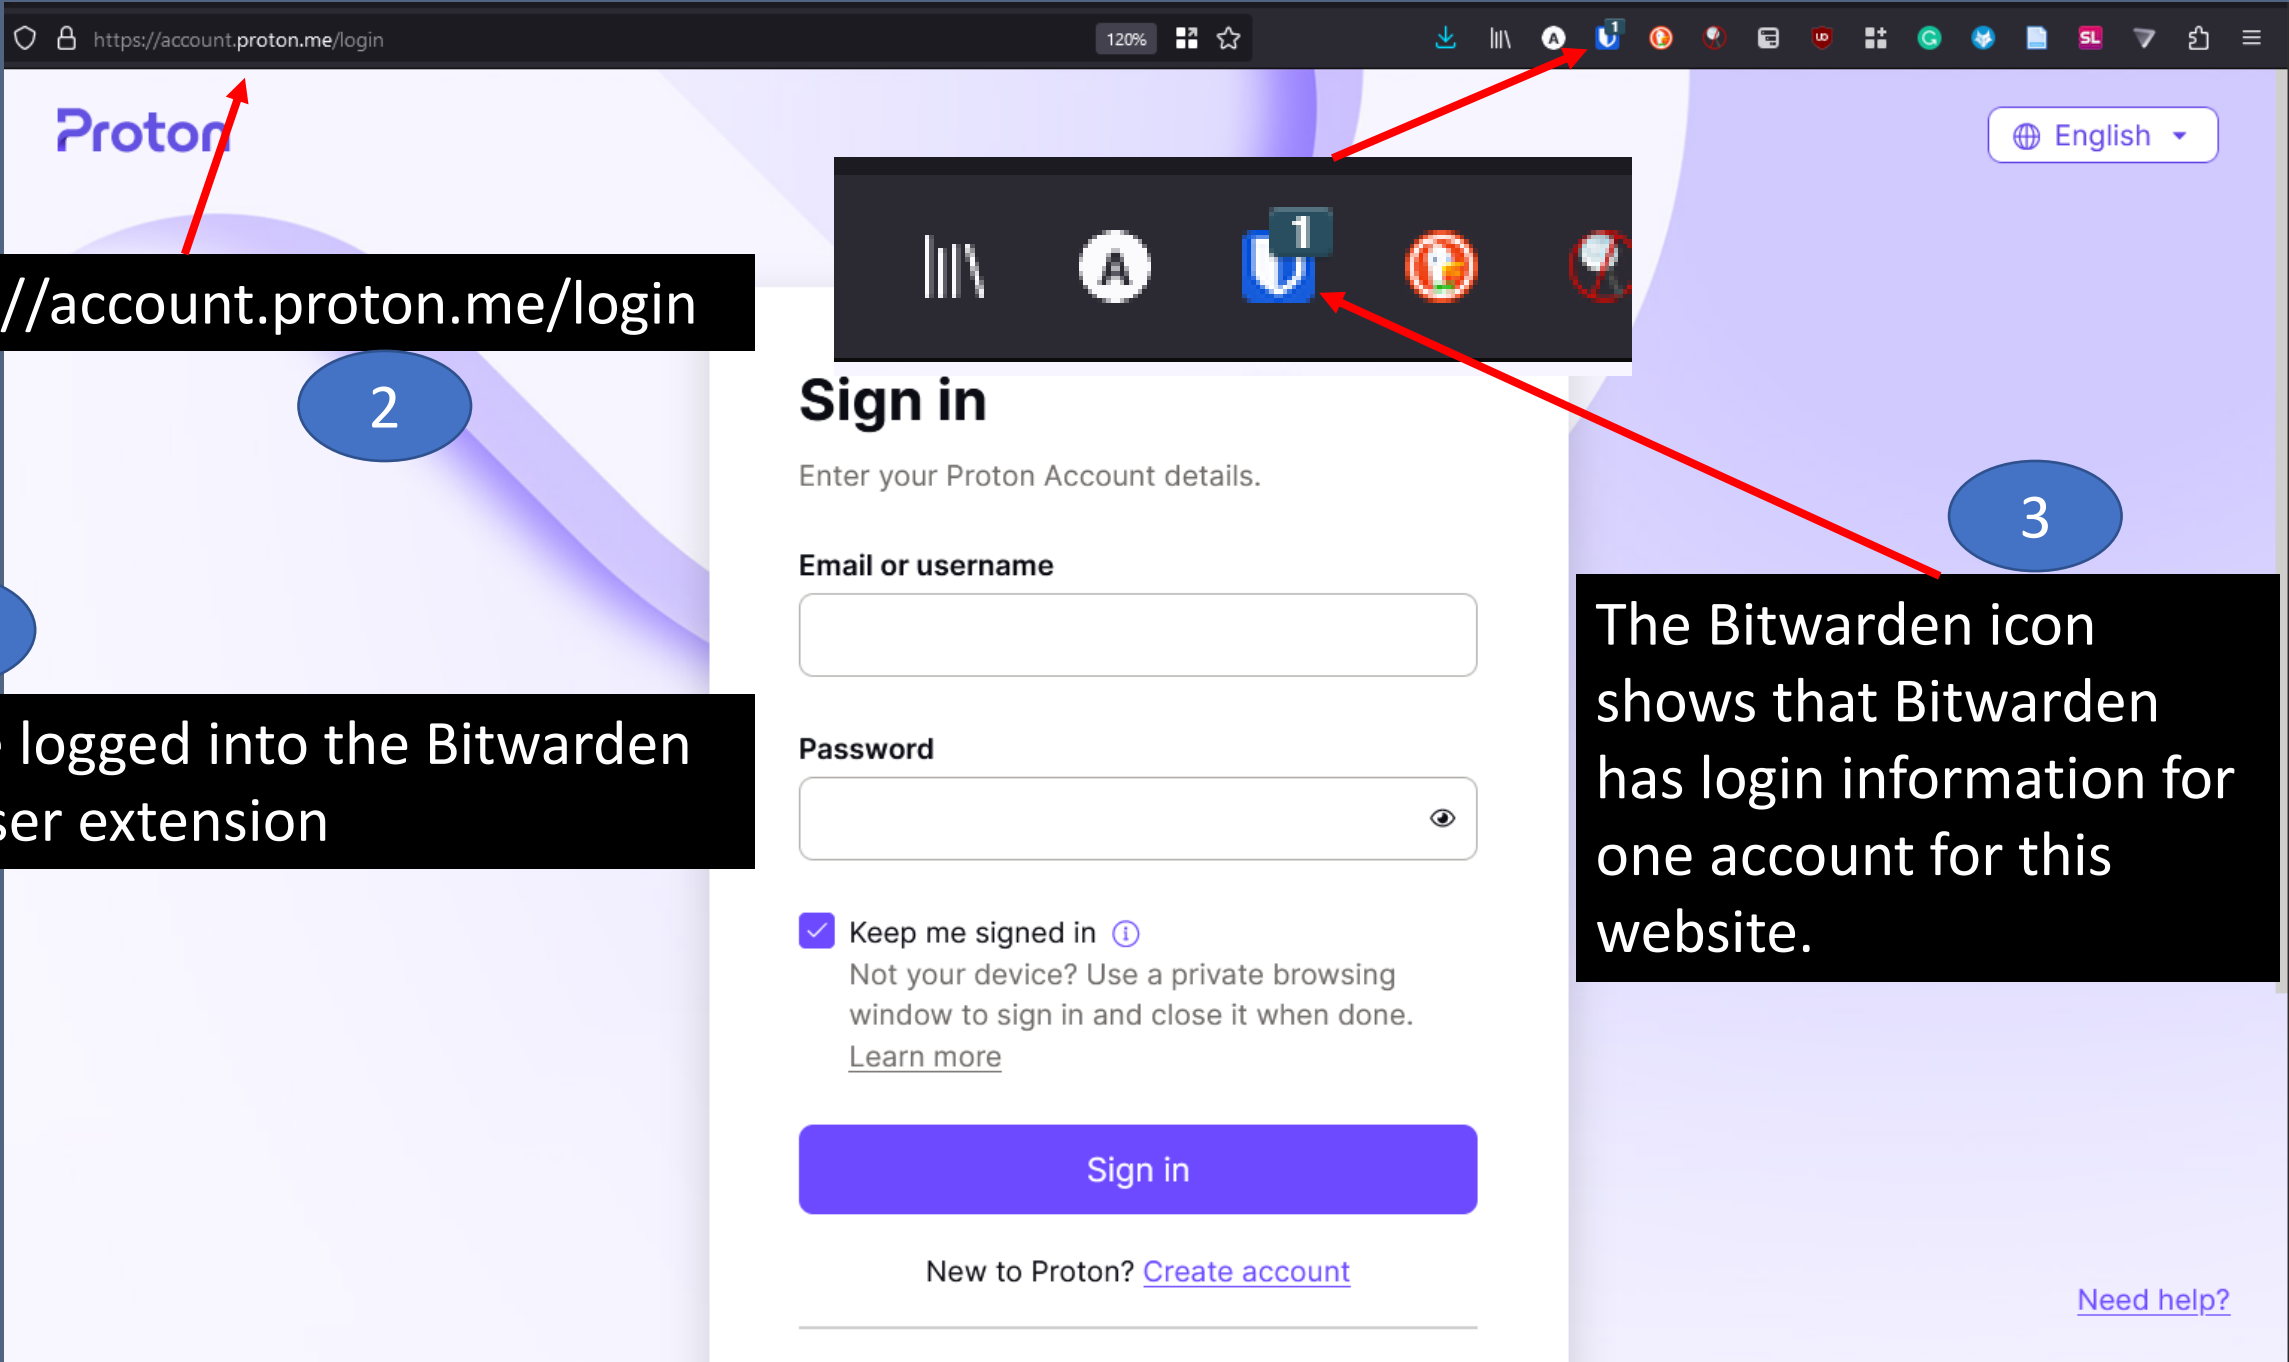 https://account.proton.me/login
120%
1
A
UD
G
SL
Proton
English
1
A
//account.proton.me/login
2
Sign in
Enter your Proton Account details.
3
Email or username
The Bitwarden icon
shows that Bitwarden
has login information for
one account for this
website.
logged into the Bitwarden
ser extension
Password
Keep me signed in
Not your device? Use a private browsing
window to sign in and close it when done.
Learn more
Sign in
New to Proton? Create account
Need help?